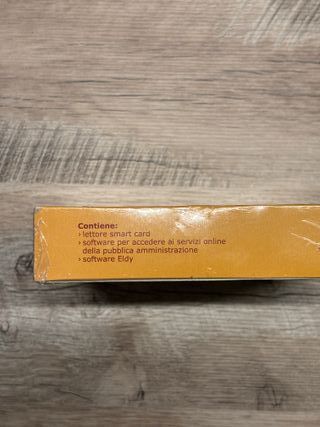 Contiene:
› lettore smart card
› software per accedere ai servizi online
della pubblica amministrazione
› software Eldy